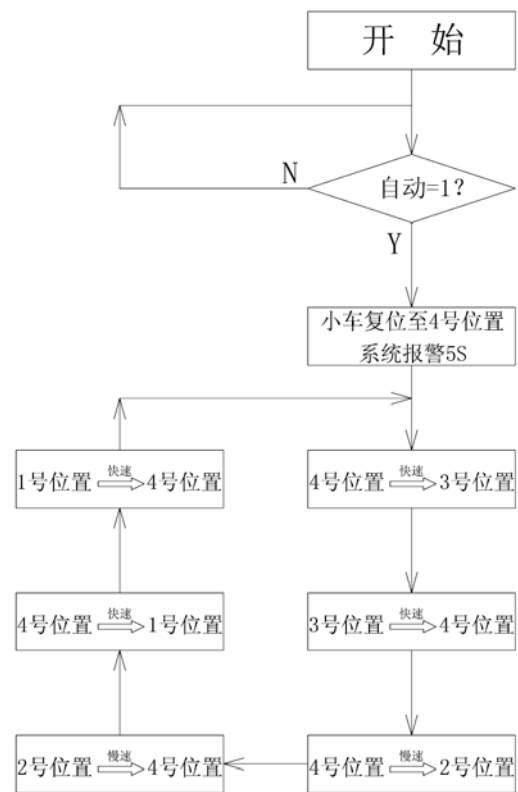 开 始
N
自动=1?
Y
小车复位至4号位置
系统报警5S
快速
4号位置 3号位置
快速
3号位置 4号位置
慢速
4号位置 2号位置
慢速
2号位置 4号位置
快速
4号位置 1号位置
快速
1号位置 4号位置